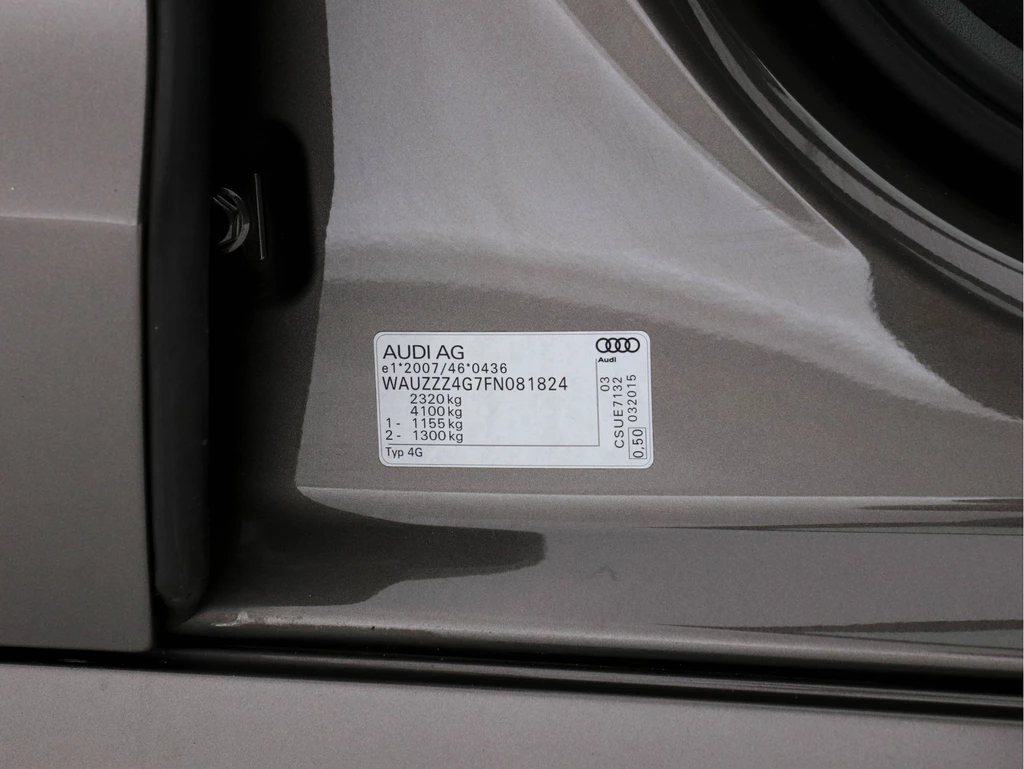 AUDI AG
e1*2007/46*0436
WAUZZZ4G7FN081824
2320 kg
4100 kg
1 - 1155 kg
2 - 1300 kg
Typ 4G
Audi
03
CSUE7132
032015
0,50